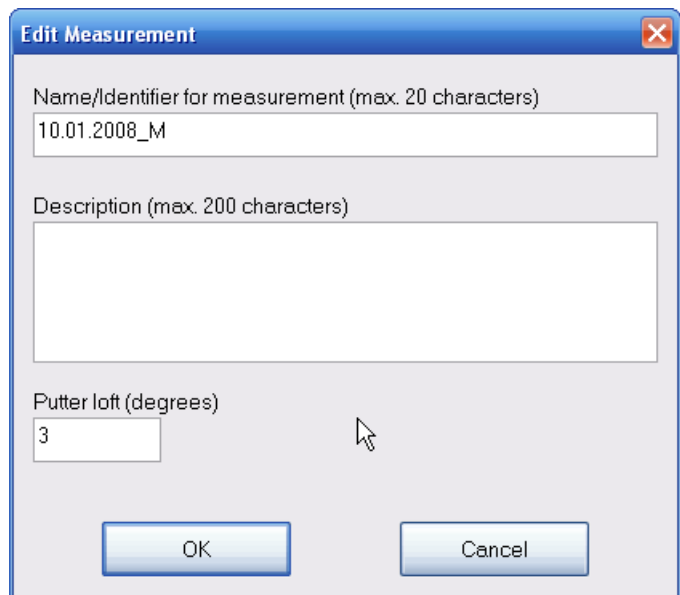 Edit Measurement
Name/Identifier for measurement (max. 20 characters)
10.01.2008_M
Description (max. 200 characters)
Putter loft (degrees)
3
OK
Cancel